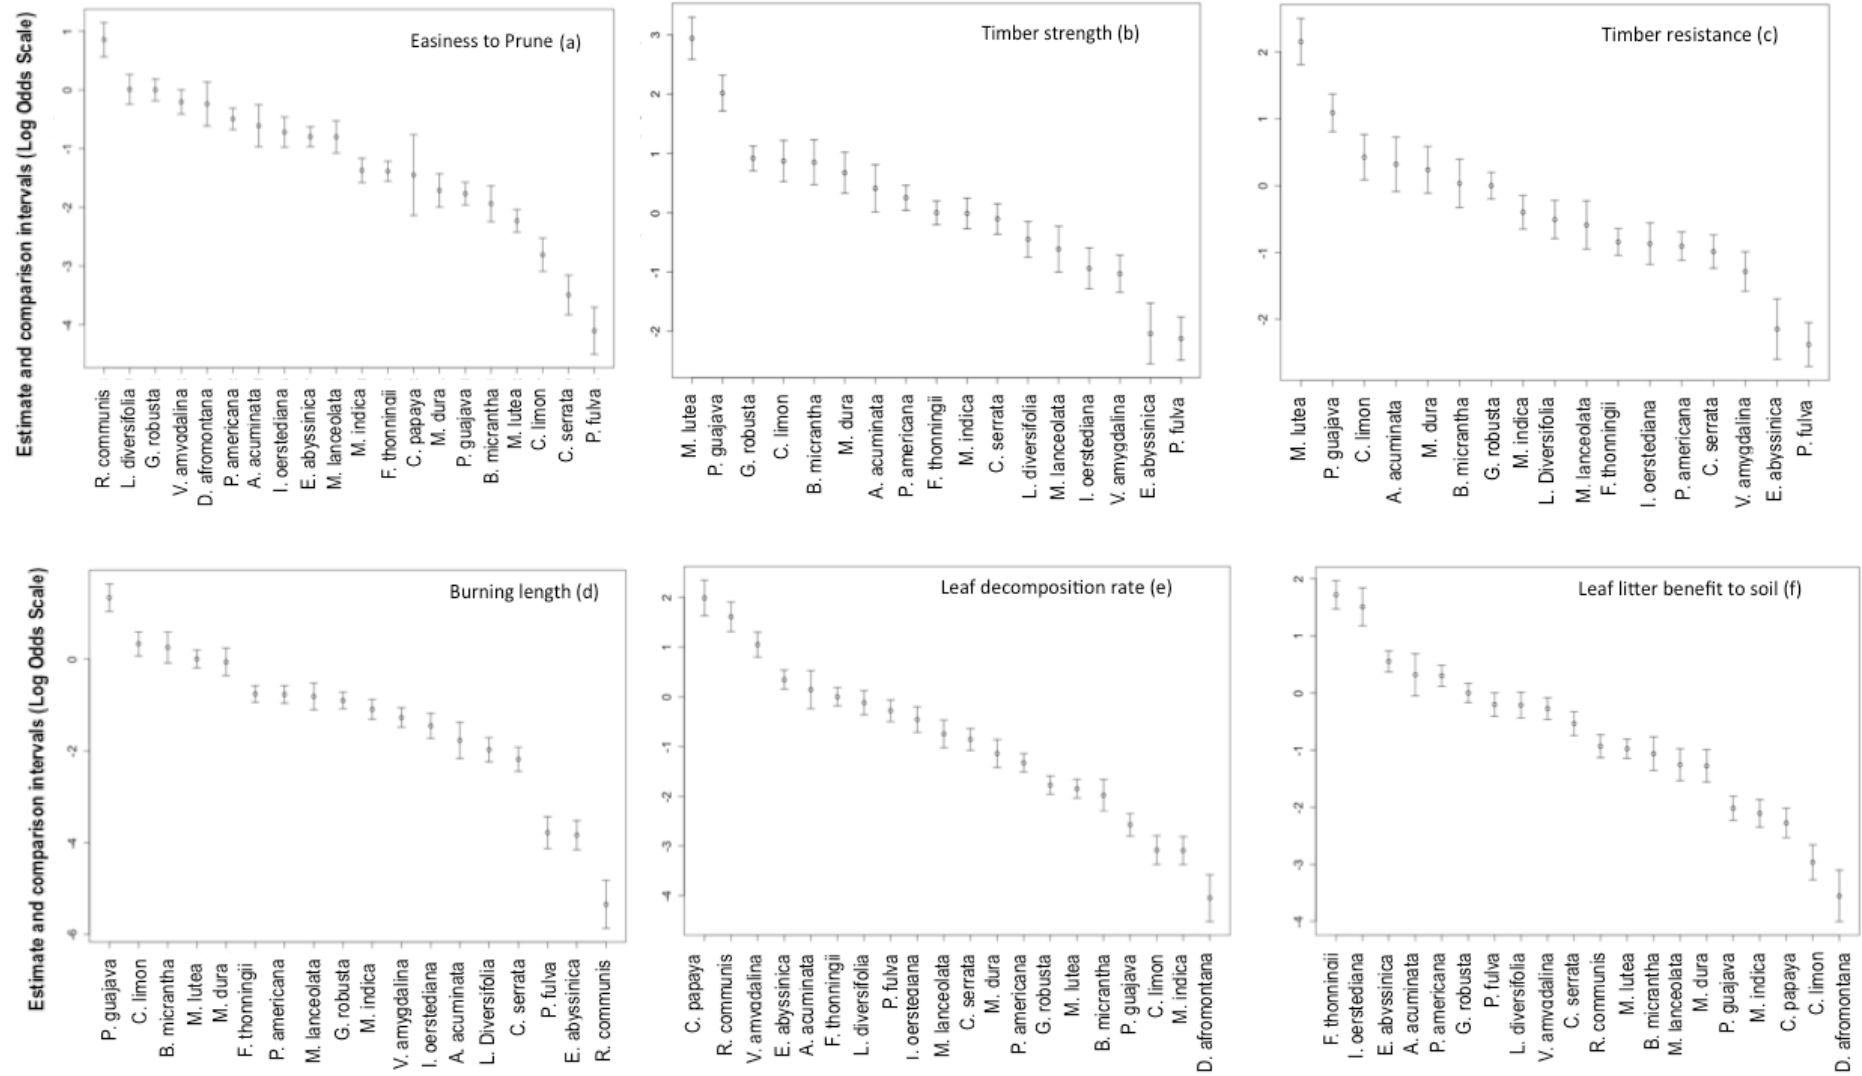 Estimate and comparison intervals (Log Odds Scale)
Easiness to Prune (a)
1
0
-1
-2
-3
-4
R. communis
L. diversifolia
G. robusta
V. amygdalina
D. afromontana
P. americana
A. acuminata
I. oerstediana
E. abyssinica
M. lanceolata
M. indica
F. thonningii
C. papaya
M. dura
P. guajava
B. micrantha
M. lutea
C. limon
C. serrata
P. fulva
Timber strength (b)
3
2
1
0
-1
-2
M. lutea
P. guajava
G. robusta
C. limon
B. micrantha
M. dura
A. acuminata
P. americana
F. thonningii
M. indica
C. serrata
L. diversifolia
M. lanceolata
I. oerstediana
V. amygdalina
E. abyssinica
P. fulva
Timber resistance (c)
2
1
0
-1
-2
M. lutea
P. guajava
C. limon
A. acuminata
M. dura
B. micrantha
G. robusta
M. indica
L. Diversifolia
M. lanceolata
F. thonningii
I. oerstediana
P. americana
C. serrata
V. amygdalina
E. abyssinica
P. fulva
Estimate and comparison intervals (Log Odds Scale)
Burning length (d)
0
-2
-4
-6
P. guajava
C. limon
B. micrantha
M. lutea
M. dura
F. thonningii
P. americana
M. lanceolata
G. robusta
M. indica
V. amygdalina
I. oerstediana
A. acuminata
L. Diversifolia
C. serrata
P. fulva
E. abyssinica
R. communis
Leaf decomposition rate (e)
2
1
0
-1
-2
-3
-4
C. papaya
R. communis
V. amygdalina
E. abyssinica
A. acuminata
F. thonningii
L. diversifolia
P. fulva
I. oerstediana
M. lanceolata
C. serrata
M. dura
P. americana
G. robusta
M. lutea
B. micrantha
P. guajava
C. limon
M. indica
D. afromontana
Leaf litter benefit to soil (f)
2
1
0
-1
-2
-3
-4
F. thonningii
I. oerstediana
E. abyssinica
A. acuminata
P. americana
G. robusta
P. fulva
L. diversifolia
V. amygdalina
C. serrata
R. communis
M. lutea
B. micrantha
M. lanceolata
M. dura
P. guajava
M. indica
C. papaya
C. limon
D. afromontana